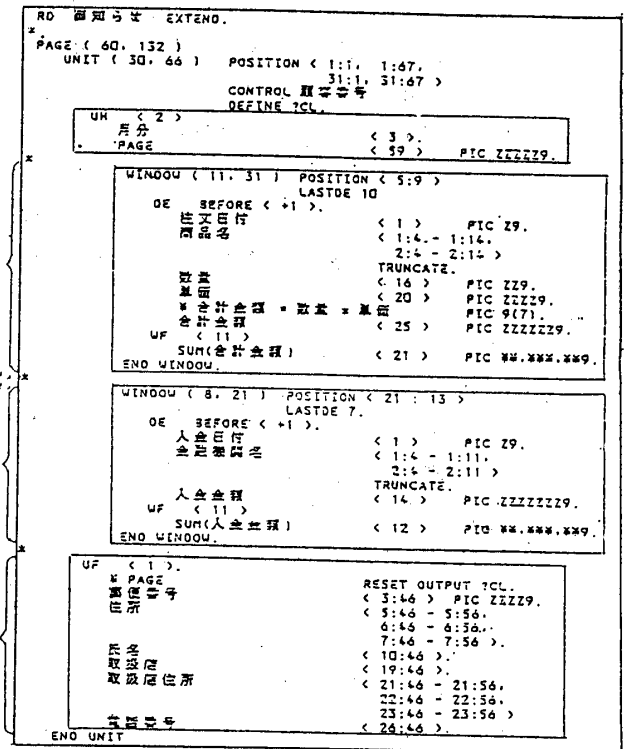 RD 画知らせ EXTEND.
*
PAGE ( 60, 132 )
UNIT ( 30, 66 ) POSITION < 1:1, 1:67,
31:1, 31:67 >
CONTROL 顧客番号
DEFINE ?CL.
UH < 2 >
月分 < 3 >.
PAGE < 59 > PIC ZZZZZ9.
*
WINDOW ( 11, 31 ) POSITION < 5:9 >
LASTDE 10
DE BEFORE < +1 >.
注文日付 < 1 > PIC Z9.
商品名 < 1:4 - 1:14,
2:4 - 2:14 >
TRUNCATE.
数量 < 16 > PIC ZZ9.
単価 < 20 > PIC ZZZZ9.
* 合計金額 = 数量 * 単価 PIC 9(7).
合計金額 < 25 > PIC ZZZZZZ9.
WF < 11 >
SUM(合計金額) < 21 > PIC **,***,**9.
END WINDOW.
*
WINDOW ( 8, 21 ) POSITION < 21 : 13 >
LASTDE 7.
DE BEFORE < +1 >.
入金日付 < 1 > PIC Z9.
金融機関名 < 1:4 - 1:11,
2:4 - 2:11 >
TRUNCATE.
入金金額 < 14 > PIC ZZZZZZZ9.
WF < 11 >
SUM(入金金額) < 12 > PIC **,***,**9.
END WINDOW.
*
UF < 1 >.
* PAGE RESET OUTPUT ?CL.
郵便番号 < 3:46 > PIC ZZZZ9.
住所 < 5:46 - 5:56,
6:46 - 6:56,
7:46 - 7:56 >.
氏名 < 10:46 >.
取扱店 < 19:46 >.
取扱店住所 < 21:46 - 21:56,
22:46 - 22:56,
23:46 - 23:56 >
電話番号 < 26:46 >.
END UNIT